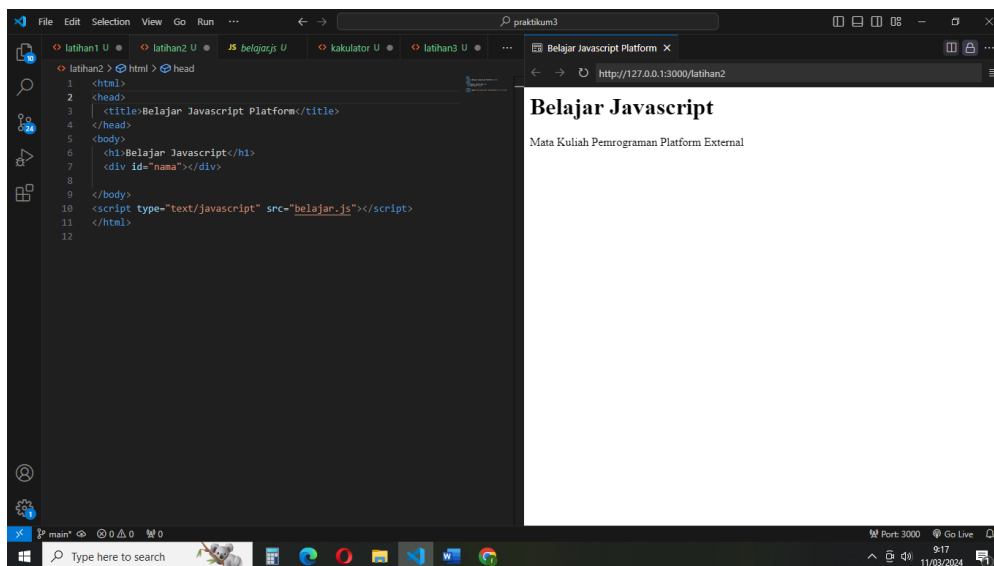 File Edit Selection View Go Run ··· praktikum3
latihan1 U latihan2 U JS belajar.js U kakulator U latihan3 U ···
latihan2 > html > head
1 <html>
2 <head>
3 <title>Belajar Javascript Platform</title>
4 </head>
5 <body>
6 <h1>Belajar Javascript</h1>
7 <div id="nama"></div>
8
9 </body>
10 <script type="text/javascript" src="belajar.js"></script>
11 </html>
12
10
24
1
Belajar Javascript Platform
http://127.0.0.1:3000/latihan2
Belajar Javascript
Mata Kuliah Pemrograman Platform External
main* 0 0 0 Port: 3000 Go Live
Type here to search
9:17
11/03/2024